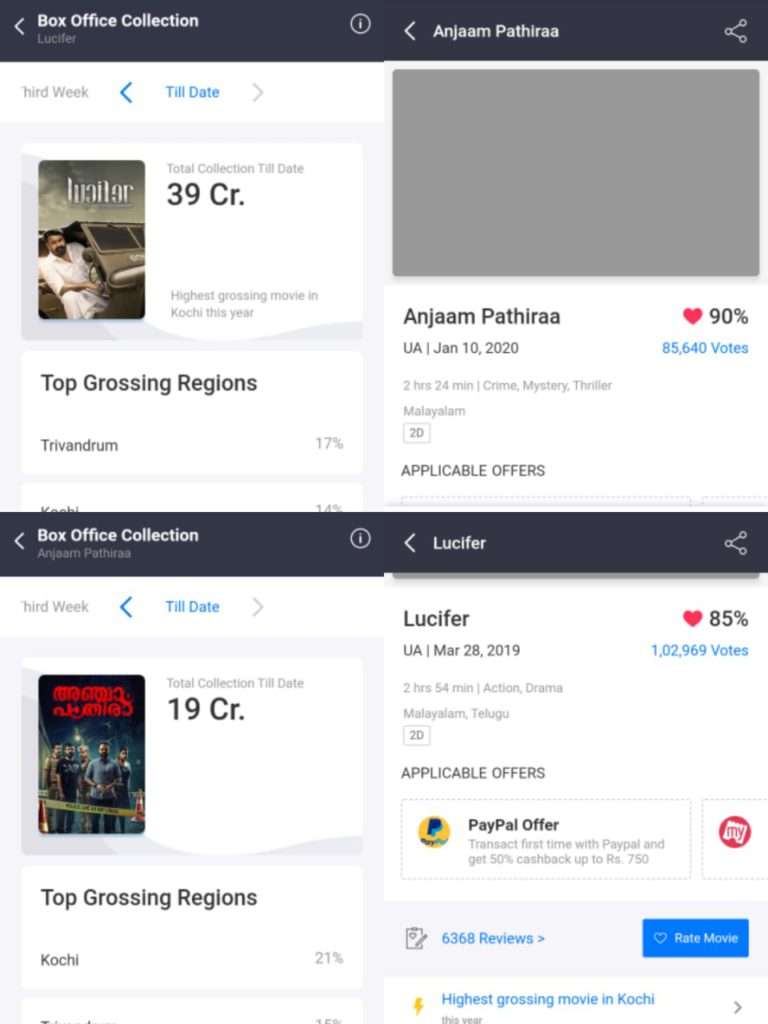 Box Office Collection
Lucifer
Third Week
Till Date
lucifer
Total Collection Till Date
39 Cr.
Highest grossing movie in
Kochi this year
Top Grossing Regions
Trivandrum 17%
Kochi 14%
Anjaam Pathiraa
Anjaam Pathiraa 90%
UA | Jan 10, 2020 85,640 Votes
2 hrs 24 min | Crime, Mystery, Thriller
Malayalam
2D
APPLICABLE OFFERS
Box Office Collection
Anjaam Pathiraa
hird Week
Till Date
അഞ്ചാം
പാതിരാ
POLICE LINE DO NOT CROSS
Total Collection Till Date
19 Cr.
Top Grossing Regions
Kochi 21%
Trivandrum 15%
Lucifer
Lucifer 85%
UA | Mar 28, 2019 1,02,969 Votes
2 hrs 54 min | Action, Drama
Malayalam, Telugu
2D
APPLICABLE OFFERS
PayPal
PayPal Offer
Transact first time with Paypal and
get 50% cashback up to Rs. 750
my
6368 Reviews >
Rate Movie
Highest grossing movie in Kochi
this year